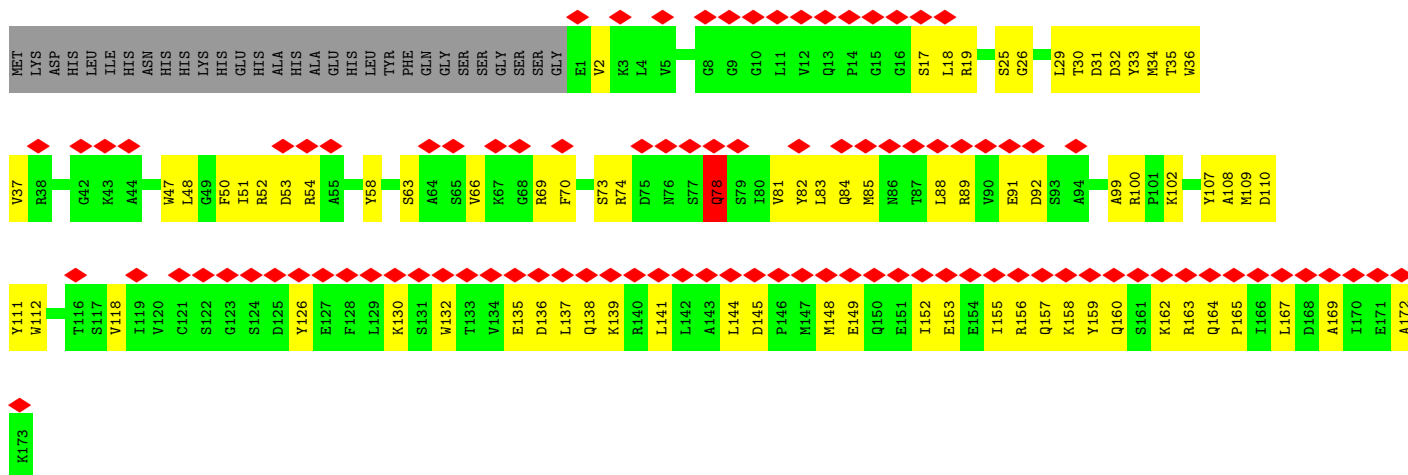 MET LYS ASP HIS LEU ILE HIS ASN HIS HIS LYS HIS GLU HIS ALA HIS ALA GLU HIS LEU TYR PHE GLN GLY SER SER GLY SER SER GLY E1 V2 K3 L4 V5 G8 G9 G10 L11 V12 Q13 P14 G15 G16 S17 L18 R19 S25 G26 L29 T30 D31 D32 Y33 M34 T35 W36
V37 R38 G42 K43 A44 W47 L48 G49 F50 I51 R52 D53 R54 A55 Y58 S63 A64 S65 V66 K67 G68 R69 F70 S73 R74 D75 N76 S77 Q78 S79 I80 V81 Y82 L83 Q84 M85 N86 T87 L88 R89 V90 E91 D92 S93 A94 A99 R100 P101 K102 Y107 A108 M109 D110
Y111 W112 T116 S117 V118 I119 V120 C121 S122 G123 S124 D125 Y126 E127 F128 L129 K130 S131 W132 T133 V134 E135 D136 L137 Q138 K139 R140 L141 L142 A143 L144 D145 P146 M147 M148 E149 Q150 E151 I152 E153 E154 I155 R156 Q157 K158 Y159 Q160 S161 K162 R163 Q164 P165 I166 L167 D168 A169 I170 E171 A172
K173